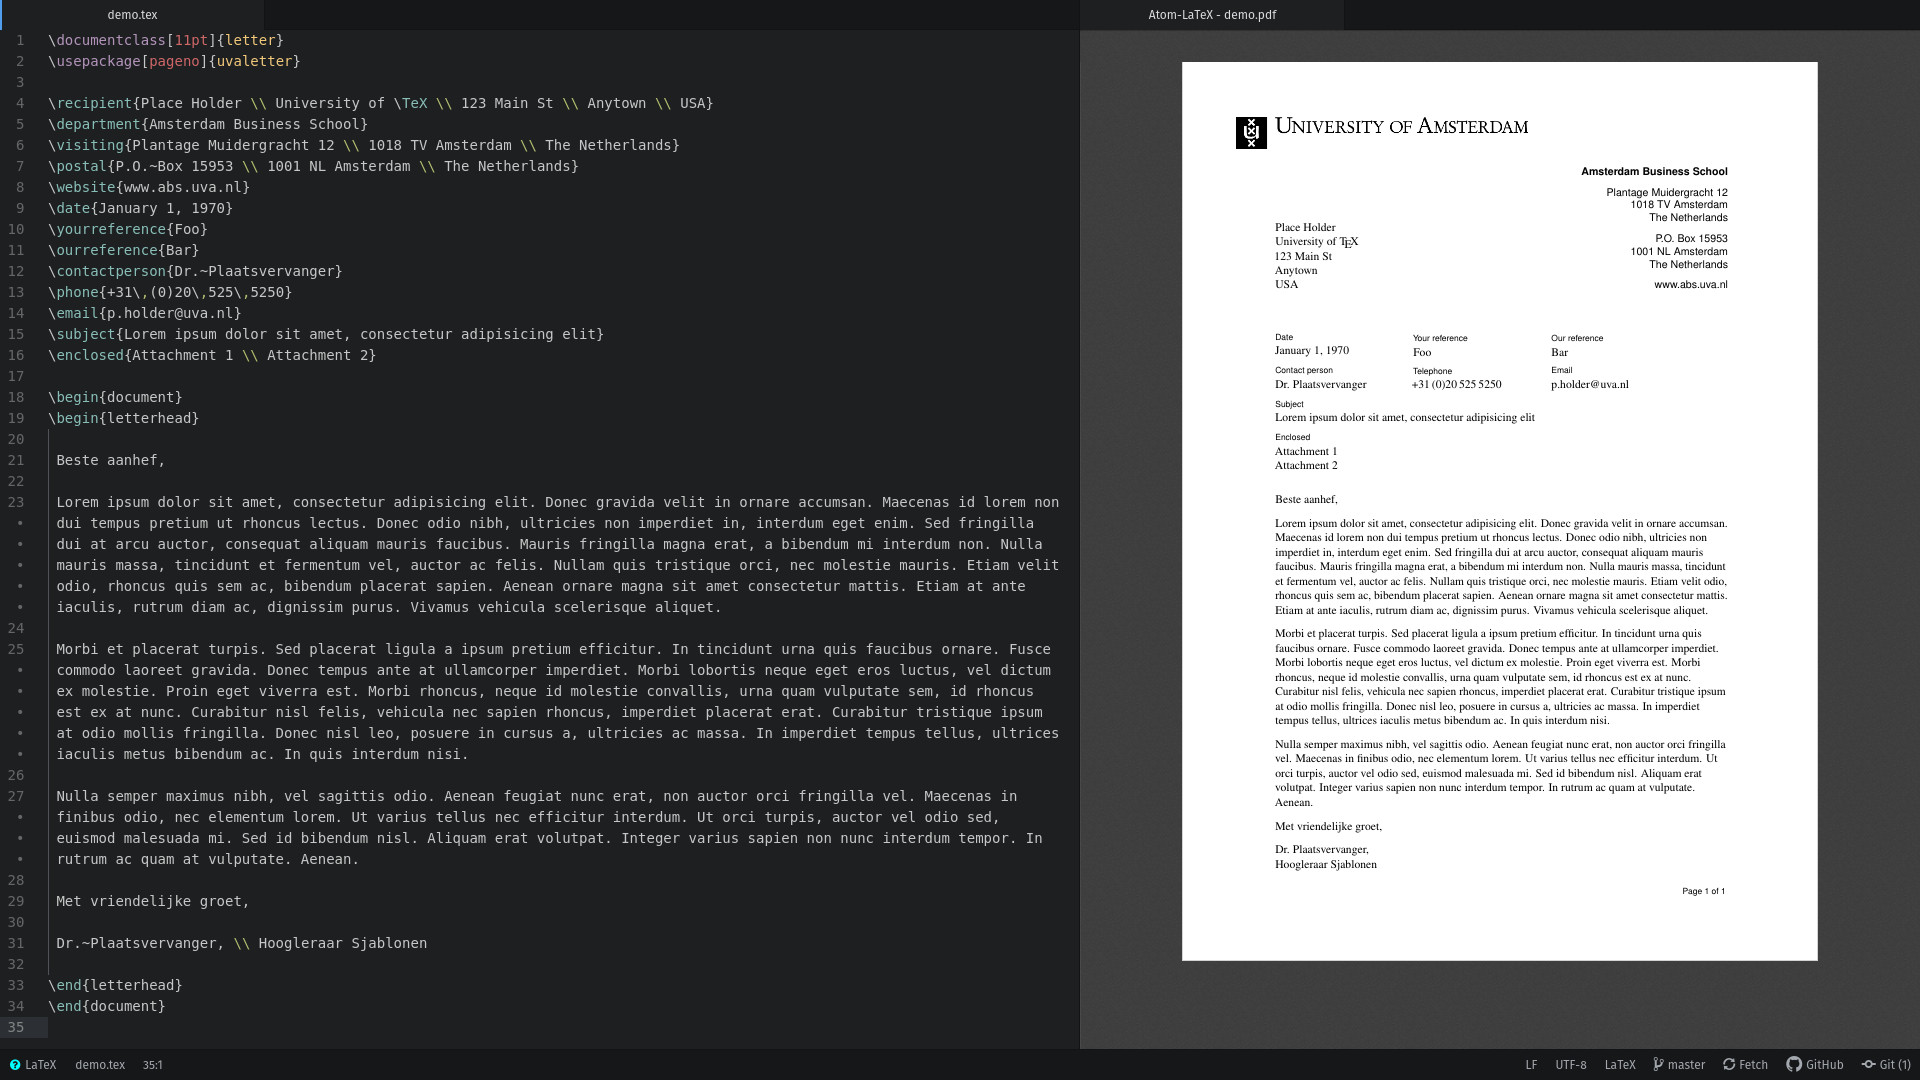 demo.tex
1 \documentclass[11pt]{letter}
2 \usepackage[pageno]{uvaletter}
3
4 \recipient{Place Holder \\ University of \TeX \\ 123 Main St \\ Anytown \\ USA}
5 \department{Amsterdam Business School}
6 \visiting{Plantage Muidergracht 12 \\ 1018 TV Amsterdam \\ The Netherlands}
7 \postal{P.O.~Box 15953 \\ 1001 NL Amsterdam \\ The Netherlands}
8 \website{www.abs.uva.nl}
9 \date{January 1, 1970}
10 \yourreference{Foo}
11 \ourreference{Bar}
12 \contactperson{Dr.~Plaatsvervanger}
13 \phone{+31\,(0)20\,525\,5250}
14 \email{p.holder@uva.nl}
15 \subject{Lorem ipsum dolor sit amet, consectetur adipisicing elit}
16 \enclosed{Attachment 1 \\ Attachment 2}
17
18 \begin{document}
19 \begin{letterhead}
20
21 Beste aanhef,
22
23 Lorem ipsum dolor sit amet, consectetur adipisicing elit. Donec gravida velit in ornare accumsan. Maecenas id lorem non
• dui tempus pretium ut rhoncus lectus. Donec odio nibh, ultricies non imperdiet in, interdum eget enim. Sed fringilla
• dui at arcu auctor, consequat aliquam mauris faucibus. Mauris fringilla magna erat, a bibendum mi interdum non. Nulla
• mauris massa, tincidunt et fermentum vel, auctor ac felis. Nullam quis tristique orci, nec molestie mauris. Etiam velit
• odio, rhoncus quis sem ac, bibendum placerat sapien. Aenean ornare magna sit amet consectetur mattis. Etiam at ante
• iaculis, rutrum diam ac, dignissim purus. Vivamus vehicula scelerisque aliquet.
24
25 Morbi et placerat turpis. Sed placerat ligula a ipsum pretium efficitur. In tincidunt urna quis faucibus ornare. Fusce
• commodo laoreet gravida. Donec tempus ante at ullamcorper imperdiet. Morbi lobortis neque eget eros luctus, vel dictum
• ex molestie. Proin eget viverra est. Morbi rhoncus, neque id molestie convallis, urna quam vulputate sem, id rhoncus
• est ex at nunc. Curabitur nisl felis, vehicula nec sapien rhoncus, imperdiet placerat erat. Curabitur tristique ipsum
• at odio mollis fringilla. Donec nisl leo, posuere in cursus a, ultricies ac massa. In imperdiet tempus tellus, ultrices
• iaculis metus bibendum ac. In quis interdum nisi.
26
27 Nulla semper maximus nibh, vel sagittis odio. Aenean feugiat nunc erat, non auctor orci fringilla vel. Maecenas in
• finibus odio, nec elementum lorem. Ut varius tellus nec efficitur interdum. Ut orci turpis, auctor vel odio sed,
• euismod malesuada mi. Sed id bibendum nisl. Aliquam erat volutpat. Integer varius sapien non nunc interdum tempor. In
• rutrum ac quam at vulputate. Aenean.
28
29 Met vriendelijke groet,
30
31 Dr.~Plaatsvervanger, \\ Hoogleraar Sjablonen
32
33 \end{letterhead}
34 \end{document}
35
Atom-LaTeX - demo.pdf
UNIVERSITY OF AMSTERDAM
Amsterdam Business School
Plantage Muidergracht 12
1018 TV Amsterdam
The Netherlands
P.O. Box 15953
1001 NL Amsterdam
The Netherlands
www.abs.uva.nl
Place Holder
University of TEX
123 Main St
Anytown
USA
Date Your reference Our reference
January 1, 1970 Foo Bar
Contact person Telephone Email
Dr. Plaatsvervanger +31 (0)20 525 5250 p.holder@uva.nl
Subject
Lorem ipsum dolor sit amet, consectetur adipisicing elit
Enclosed
Attachment 1
Attachment 2
Beste aanhef,
Lorem ipsum dolor sit amet, consectetur adipisicing elit. Donec gravida velit in ornare accumsan.
Maecenas id lorem non dui tempus pretium ut rhoncus lectus. Donec odio nibh, ultricies non
imperdiet in, interdum eget enim. Sed fringilla dui at arcu auctor, consequat aliquam mauris
faucibus. Mauris fringilla magna erat, a bibendum mi interdum non. Nulla mauris massa, tincidunt
et fermentum vel, auctor ac felis. Nullam quis tristique orci, nec molestie mauris. Etiam velit odio,
rhoncus quis sem ac, bibendum placerat sapien. Aenean ornare magna sit amet consectetur mattis.
Etiam at ante iaculis, rutrum diam ac, dignissim purus. Vivamus vehicula scelerisque aliquet.
Morbi et placerat turpis. Sed placerat ligula a ipsum pretium efficitur. In tincidunt urna quis
faucibus ornare. Fusce commodo laoreet gravida. Donec tempus ante at ullamcorper imperdiet.
Morbi lobortis neque eget eros luctus, vel dictum ex molestie. Proin eget viverra est. Morbi
rhoncus, neque id molestie convallis, urna quam vulputate sem, id rhoncus est ex at nunc.
Curabitur nisl felis, vehicula nec sapien rhoncus, imperdiet placerat erat. Curabitur tristique ipsum
at odio mollis fringilla. Donec nisl leo, posuere in cursus a, ultricies ac massa. In imperdiet
tempus tellus, ultrices iaculis metus bibendum ac. In quis interdum nisi.
Nulla semper maximus nibh, vel sagittis odio. Aenean feugiat nunc erat, non auctor orci fringilla
vel. Maecenas in finibus odio, nec elementum lorem. Ut varius tellus nec efficitur interdum. Ut
orci turpis, auctor vel odio sed, euismod malesuada mi. Sed id bibendum nisl. Aliquam erat
volutpat. Integer varius sapien non nunc interdum tempor. In rutrum ac quam at vulputate.
Aenean.
Met vriendelijke groet,
Dr. Plaatsvervanger,
Hoogleraar Sjablonen
Page 1 of 1
LaTeX demo.tex 35:1 LF UTF-8 LaTeX master Fetch GitHub Git (1)